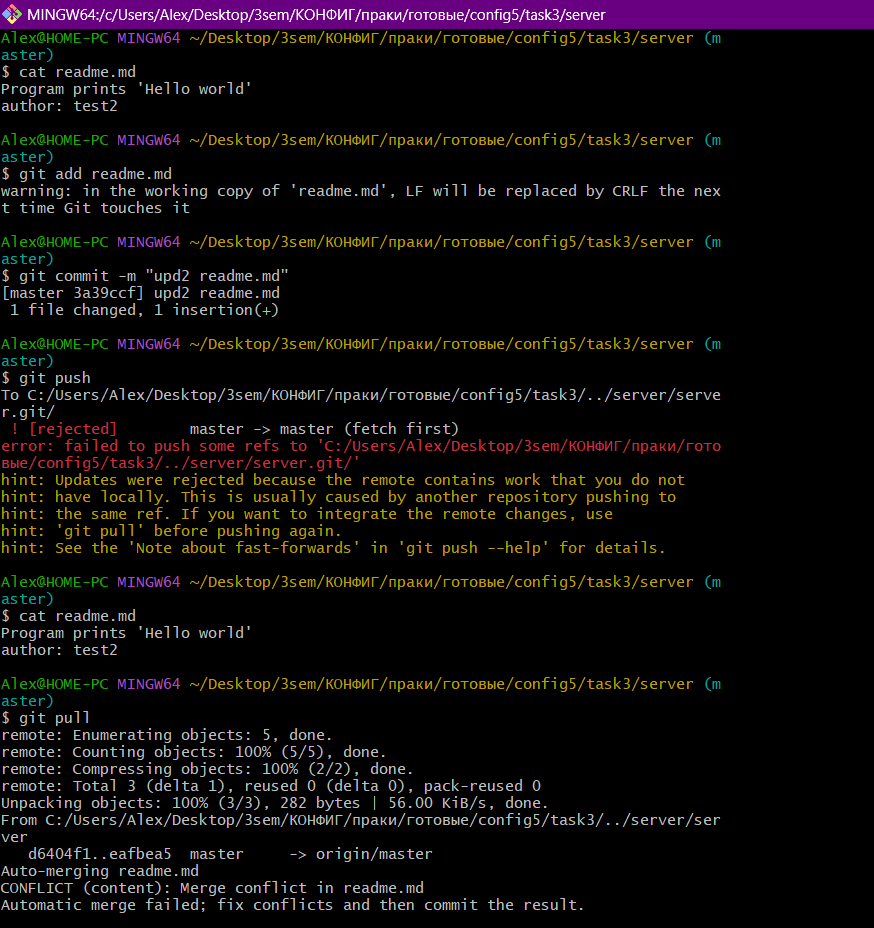 MINGW64:/c/Users/Alex/Desktop/3sem/КОНФИГ/праки/готовые/config5/task3/server
Alex@HOME-PC MINGW64 ~/Desktop/3sem/КОНФИГ/праки/готовые/config5/task3/server (m
aster)
$ cat readme.md
Program prints 'Hello world'
author: test2
Alex@HOME-PC MINGW64 ~/Desktop/3sem/КОНФИГ/праки/готовые/config5/task3/server (m
aster)
$ git add readme.md
warning: in the working copy of 'readme.md', LF will be replaced by CRLF the nex
t time Git touches it
Alex@HOME-PC MINGW64 ~/Desktop/3sem/КОНФИГ/праки/готовые/config5/task3/server (m
aster)
$ git commit -m "upd2 readme.md"
[master 3a39ccf] upd2 readme.md
 1 file changed, 1 insertion(+)
Alex@HOME-PC MINGW64 ~/Desktop/3sem/КОНФИГ/праки/готовые/config5/task3/server (m
aster)
$ git push
To C:/Users/Alex/Desktop/3sem/КОНФИГ/праки/готовые/config5/task3/../server/serve
r.git/
 ! [rejected]        master -> master (fetch first)
error: failed to push some refs to 'C:/Users/Alex/Desktop/3sem/КОНФИГ/праки/гото
вые/config5/task3/../server/server.git/'
hint: Updates were rejected because the remote contains work that you do not
hint: have locally. This is usually caused by another repository pushing to
hint: the same ref. If you want to integrate the remote changes, use
hint: 'git pull' before pushing again.
hint: See the 'Note about fast-forwards' in 'git push --help' for details.
Alex@HOME-PC MINGW64 ~/Desktop/3sem/КОНФИГ/праки/готовые/config5/task3/server (m
aster)
$ cat readme.md
Program prints 'Hello world'
author: test2
Alex@HOME-PC MINGW64 ~/Desktop/3sem/КОНФИГ/праки/готовые/config5/task3/server (m
aster)
$ git pull
remote: Enumerating objects: 5, done.
remote: Counting objects: 100% (5/5), done.
remote: Compressing objects: 100% (2/2), done.
remote: Total 3 (delta 1), reused 0 (delta 0), pack-reused 0
Unpacking objects: 100% (3/3), 282 bytes | 56.00 KiB/s, done.
From C:/Users/Alex/Desktop/3sem/КОНФИГ/праки/готовые/config5/task3/../server/ser
ver
   d6404f1..eafbea5  master     -> origin/master
Auto-merging readme.md
CONFLICT (content): Merge conflict in readme.md
Automatic merge failed; fix conflicts and then commit the result.